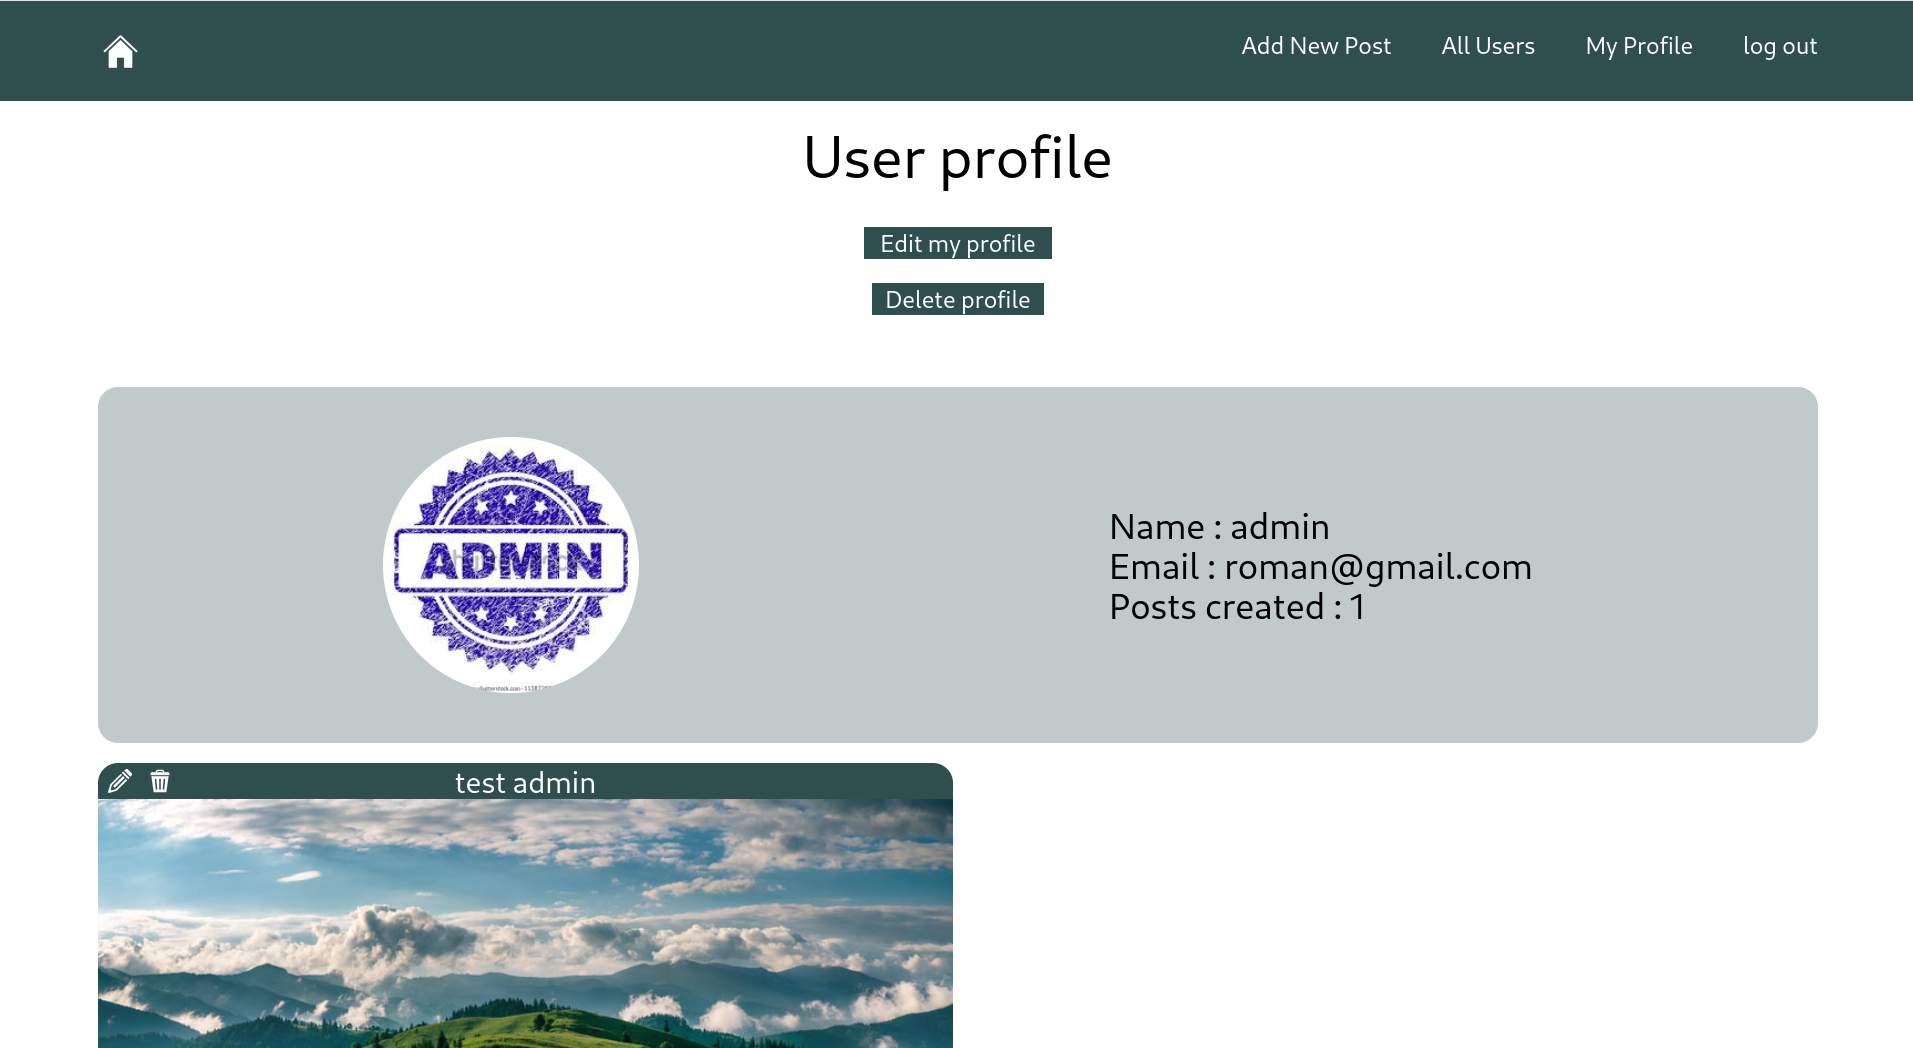 Add New Post All Users My Profile log out
User profile
Edit my profile
Delete profile
ADMIN
Name : admin
Email : roman@gmail.com
Posts created : 1
test admin